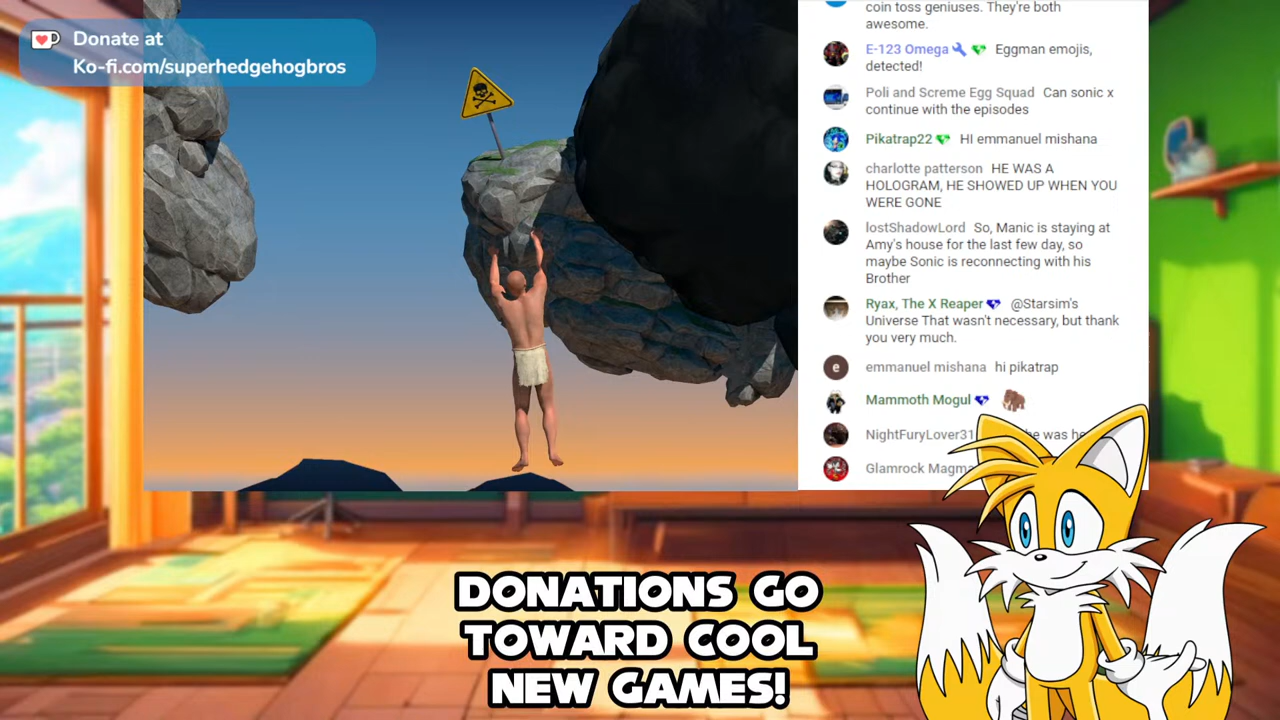 Donate at
Ko-fi.com/superhedgehogbros
coin toss geniuses. They're both
awesome.
E-123 Omega Eggman emojis,
detected!
Poli and Screme Egg Squad Can sonic x
continue with the episodes
Pikatrap22 HI emmanuel mishana
charlotte patterson HE WAS A
HOLOGRAM, HE SHOWED UP WHEN YOU
WERE GONE
lostShadowLord So, Manic is staying at
Amy's house for the last few day, so
maybe Sonic is reconnecting with his
Brother
Ryax, The X Reaper @Starsim's
Universe That wasn't necessary, but thank
you very much.
e emmanuel mishana hi pikatrap
Mammoth Mogul
NightFuryLover31 he was
Glamrock
DONATIONS GO
TOWARD COOL
NEW GAMES!